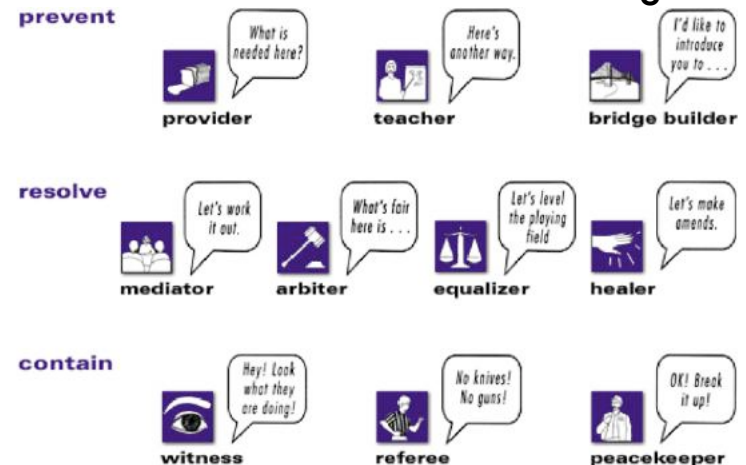 prevent
What is
needed here?
provider
Here's
another way.
teacher
I'd like to
introduce
you to . . .
bridge builder
resolve
Let's work
it out.
mediator
What's fair
here is . . .
arbiter
Let's level
the playing
field
equalizer
Let's make
amends.
healer
contain
Hey! Look
what they
are doing!
witness
No knives!
No guns!
referee
OK! Break
it up!
peacekeeper